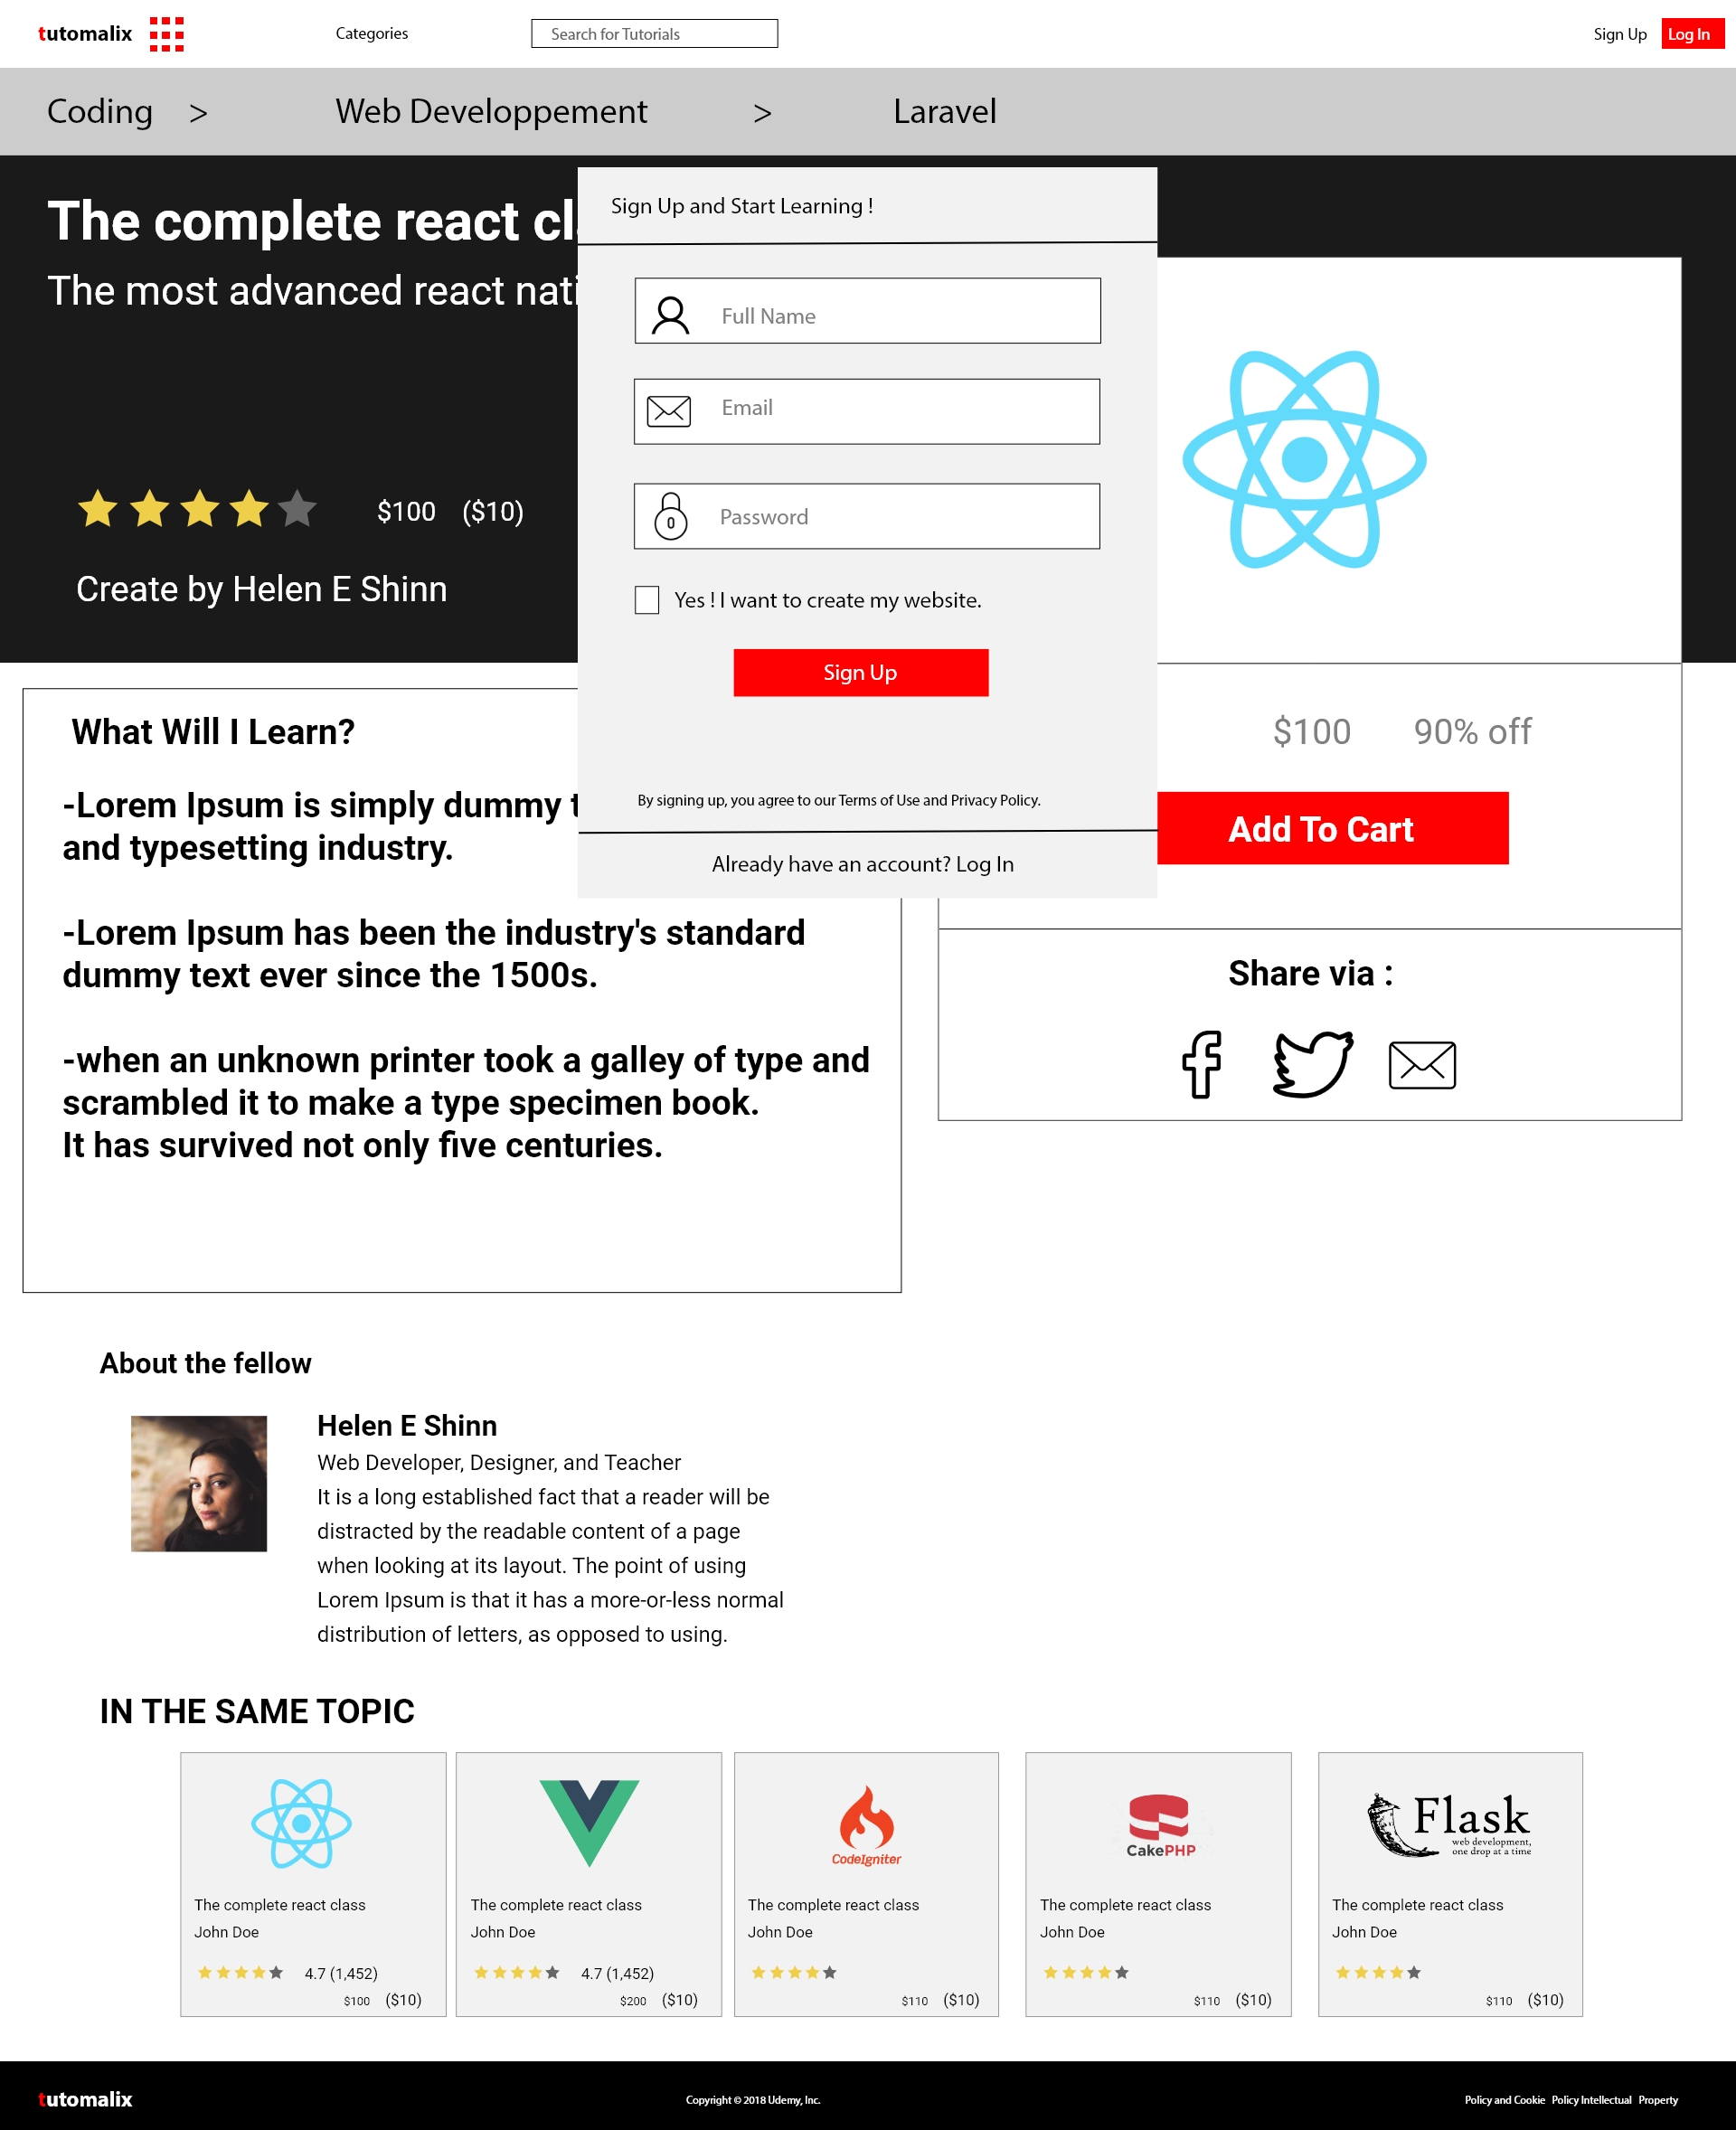 tutomalix
Categories
Search for Tutorials
Sign Up
Log In
Coding > Web Developpement > Laravel
The complete react cl
The most advanced react nati
$100 ($10)
Create by Helen E Shinn
Sign Up and Start Learning !
Full Name
Email
Password
Yes ! I want to create my website.
Sign Up
By signing up, you agree to our Terms of Use and Privacy Policy.
Already have an account? Log In
$100 90% off
Add To Cart
Share via :
What Will I Learn?
-Lorem Ipsum is simply dummy t
and typesetting industry.
-Lorem Ipsum has been the industry's standard
dummy text ever since the 1500s.
-when an unknown printer took a galley of type and
scrambled it to make a type specimen book.
It has survived not only five centuries.
About the fellow
Helen E Shinn
Web Developer, Designer, and Teacher
It is a long established fact that a reader will be
distracted by the readable content of a page
when looking at its layout. The point of using
Lorem Ipsum is that it has a more-or-less normal
distribution of letters, as opposed to using.
IN THE SAME TOPIC
The complete react class
John Doe
4.7 (1,452)
$100 ($10)
The complete react class
John Doe
4.7 (1,452)
$200 ($10)
CodeIgniter
The complete react class
John Doe
$110 ($10)
CakePHP
The complete react class
John Doe
$110 ($10)
Flask
web development,
one drop at a time
The complete react class
John Doe
$110 ($10)
tutomalix
Copyright © 2018 Udemy, Inc.
Policy and Cookie Policy Intellectual Property